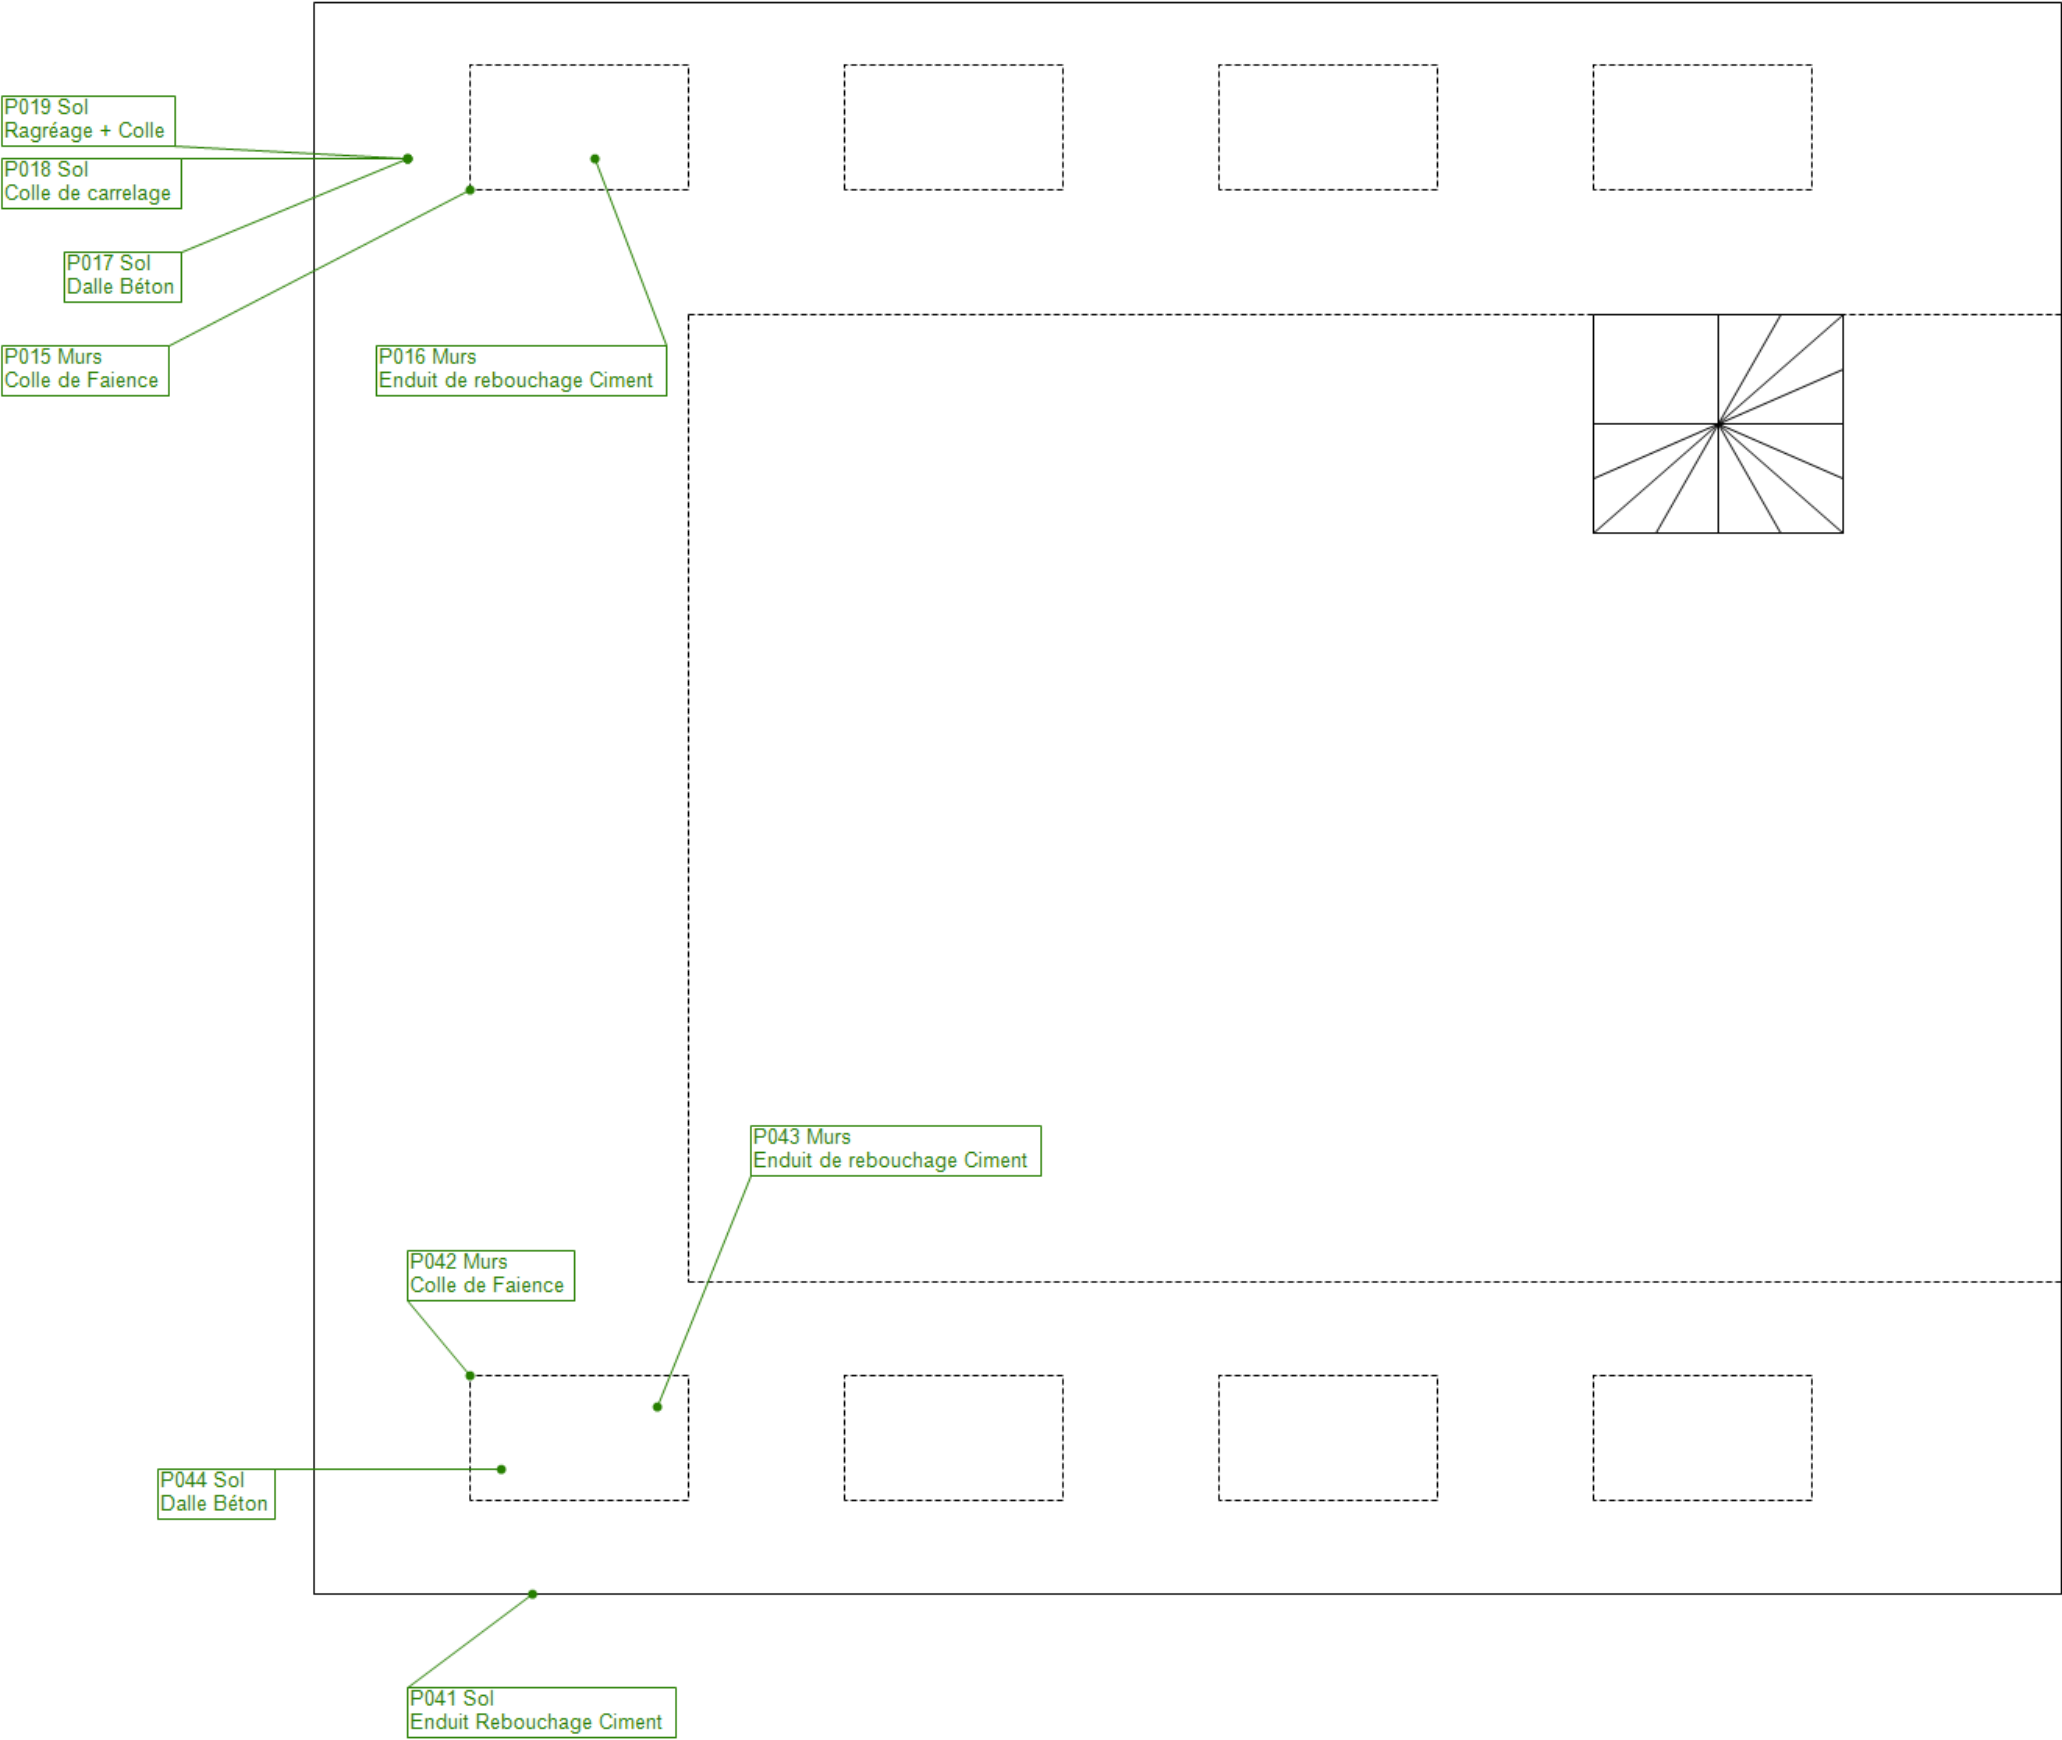 P019 Sol
Ragréage + Colle
P018 Sol
Colle de carrelage
P017 Sol
Dalle Béton
P015 Murs
Colle de Faience
P016 Murs
Enduit de rebouchage Ciment
P043 Murs
Enduit de rebouchage Ciment
P042 Murs
Colle de Faience
P044 Sol
Dalle Béton
P041 Sol
Enduit Rebouchage Ciment